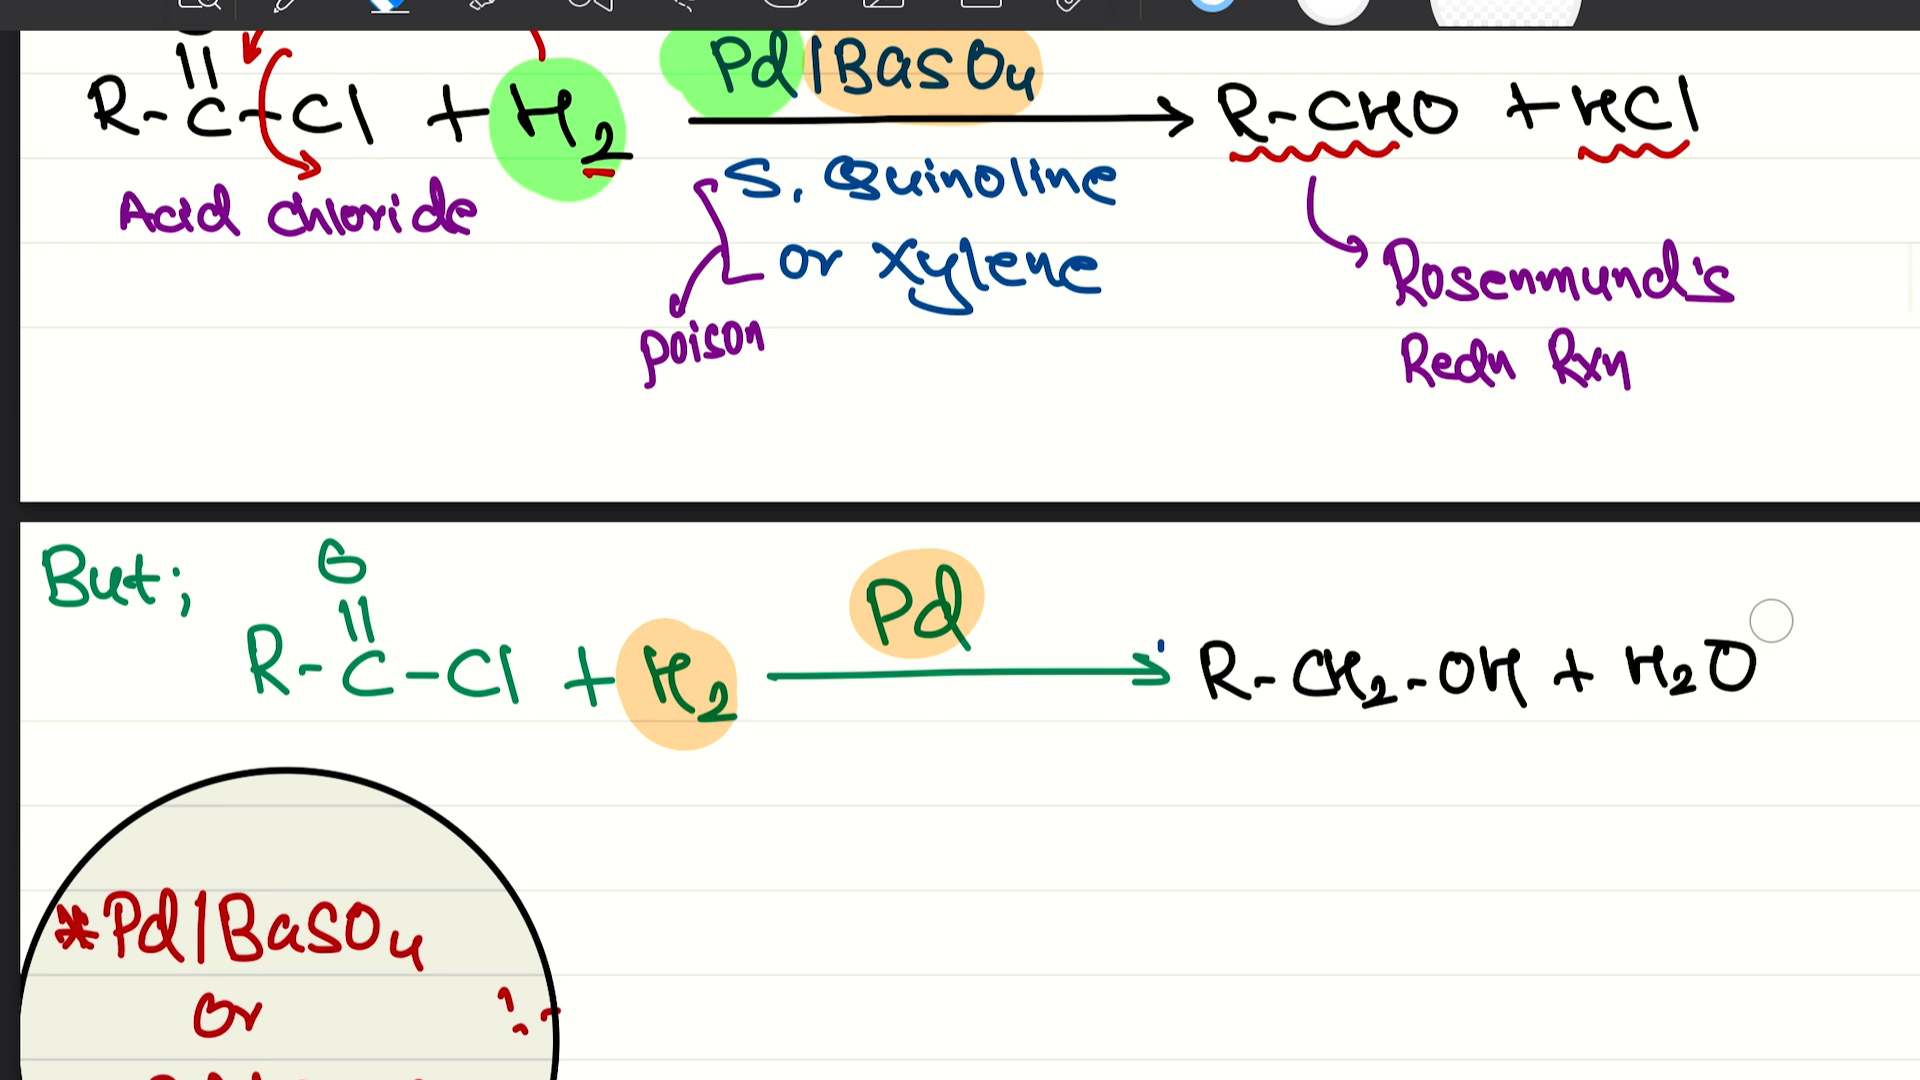 O
||
R-C-Cl + H2 Pd|BaSO4 → R-CHO + HCl
Acid chloride
S, Quinoline
or Xylene
poison
Rosenmund's
Redn Rxn
But;
O
||
R-C-Cl + H2 Pd → R-CH2-OH + H2O
*Pd|BaSO4
or